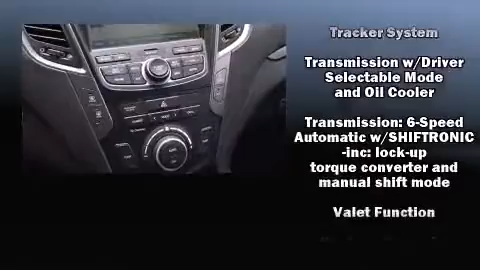 Tracker System
Transmission w/Driver
Selectable Mode
and Oil Cooler
Transmission: 6-Speed
Automatic w/SHIFTRONIC
-inc: lock-up
torque converter and
manual shift mode
Valet Function